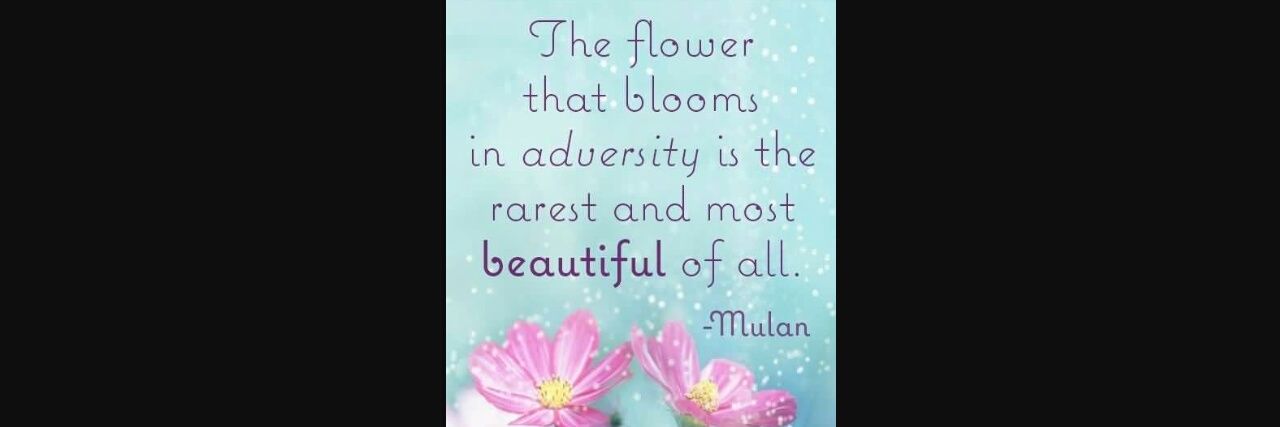 The flower
that blooms
in adversity is the
rarest and most
beautiful of all.
-Mulan